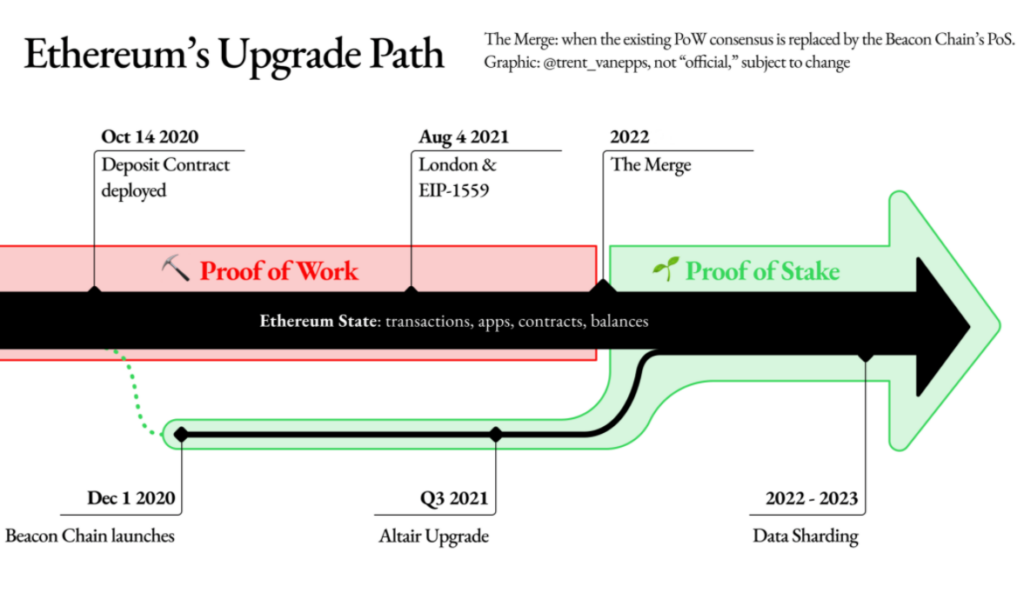 Ethereum's Upgrade Path
The Merge: when the existing PoW consensus is replaced by the Beacon Chain's PoS.
Graphic: @trent_vanepps, not “official,” subject to change
Oct 14 2020
Deposit Contract
deployed
Aug 4 2021
London &
EIP-1559
2022
The Merge
Proof of Work
Proof of Stake
Ethereum State: transactions, apps, contracts, balances
Dec 1 2020
Beacon Chain launches
Q3 2021
Altair Upgrade
2022 - 2023
Data Sharding